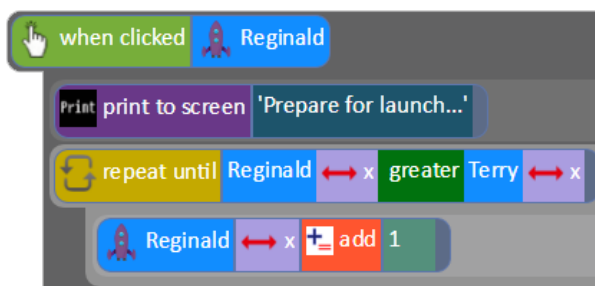 when clicked Reginald
Print print to screen 'Prepare for launch...'
repeat until Reginald x greater Terry x
Reginald x add 1